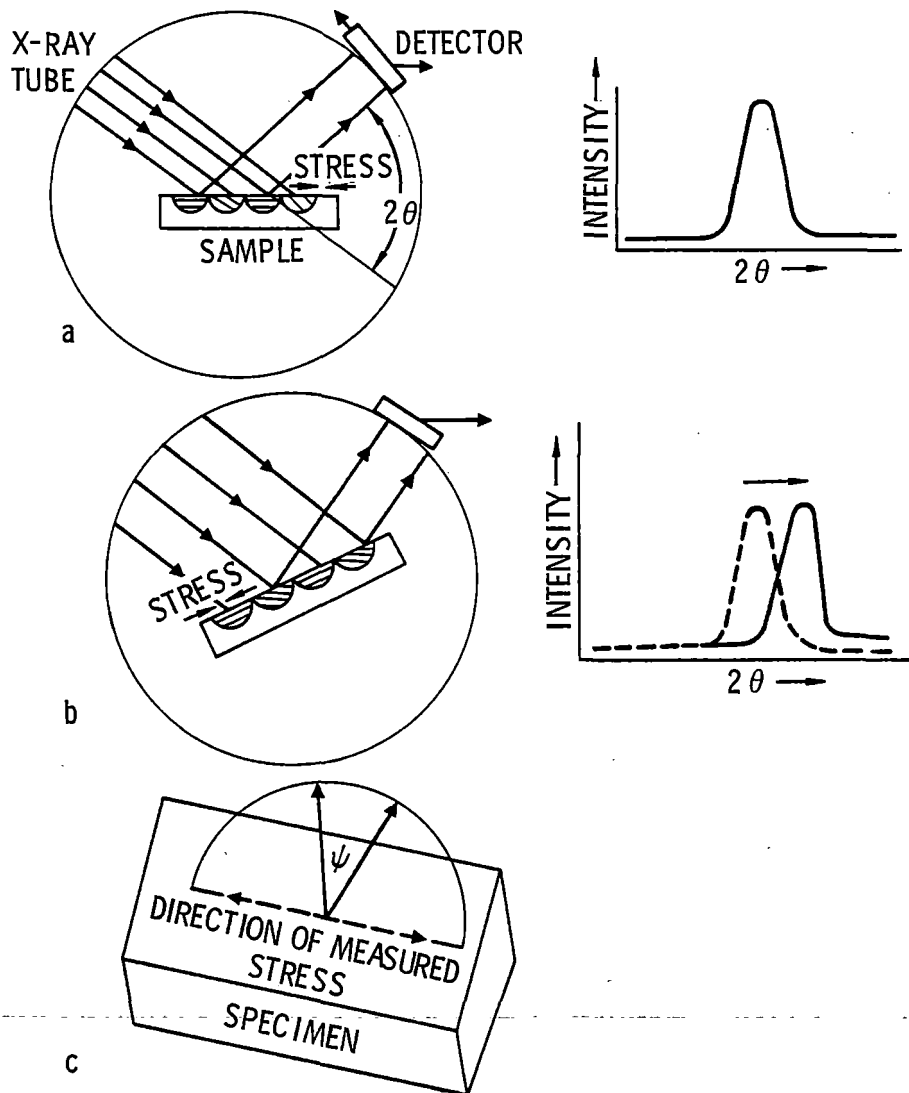 X-RAY
TUBE
DETECTOR
STRESS
2θ
SAMPLE
a
INTENSITY
2θ
STRESS
b
INTENSITY
2θ
ψ
DIRECTION OF MEASURED
STRESS
SPECIMEN
c